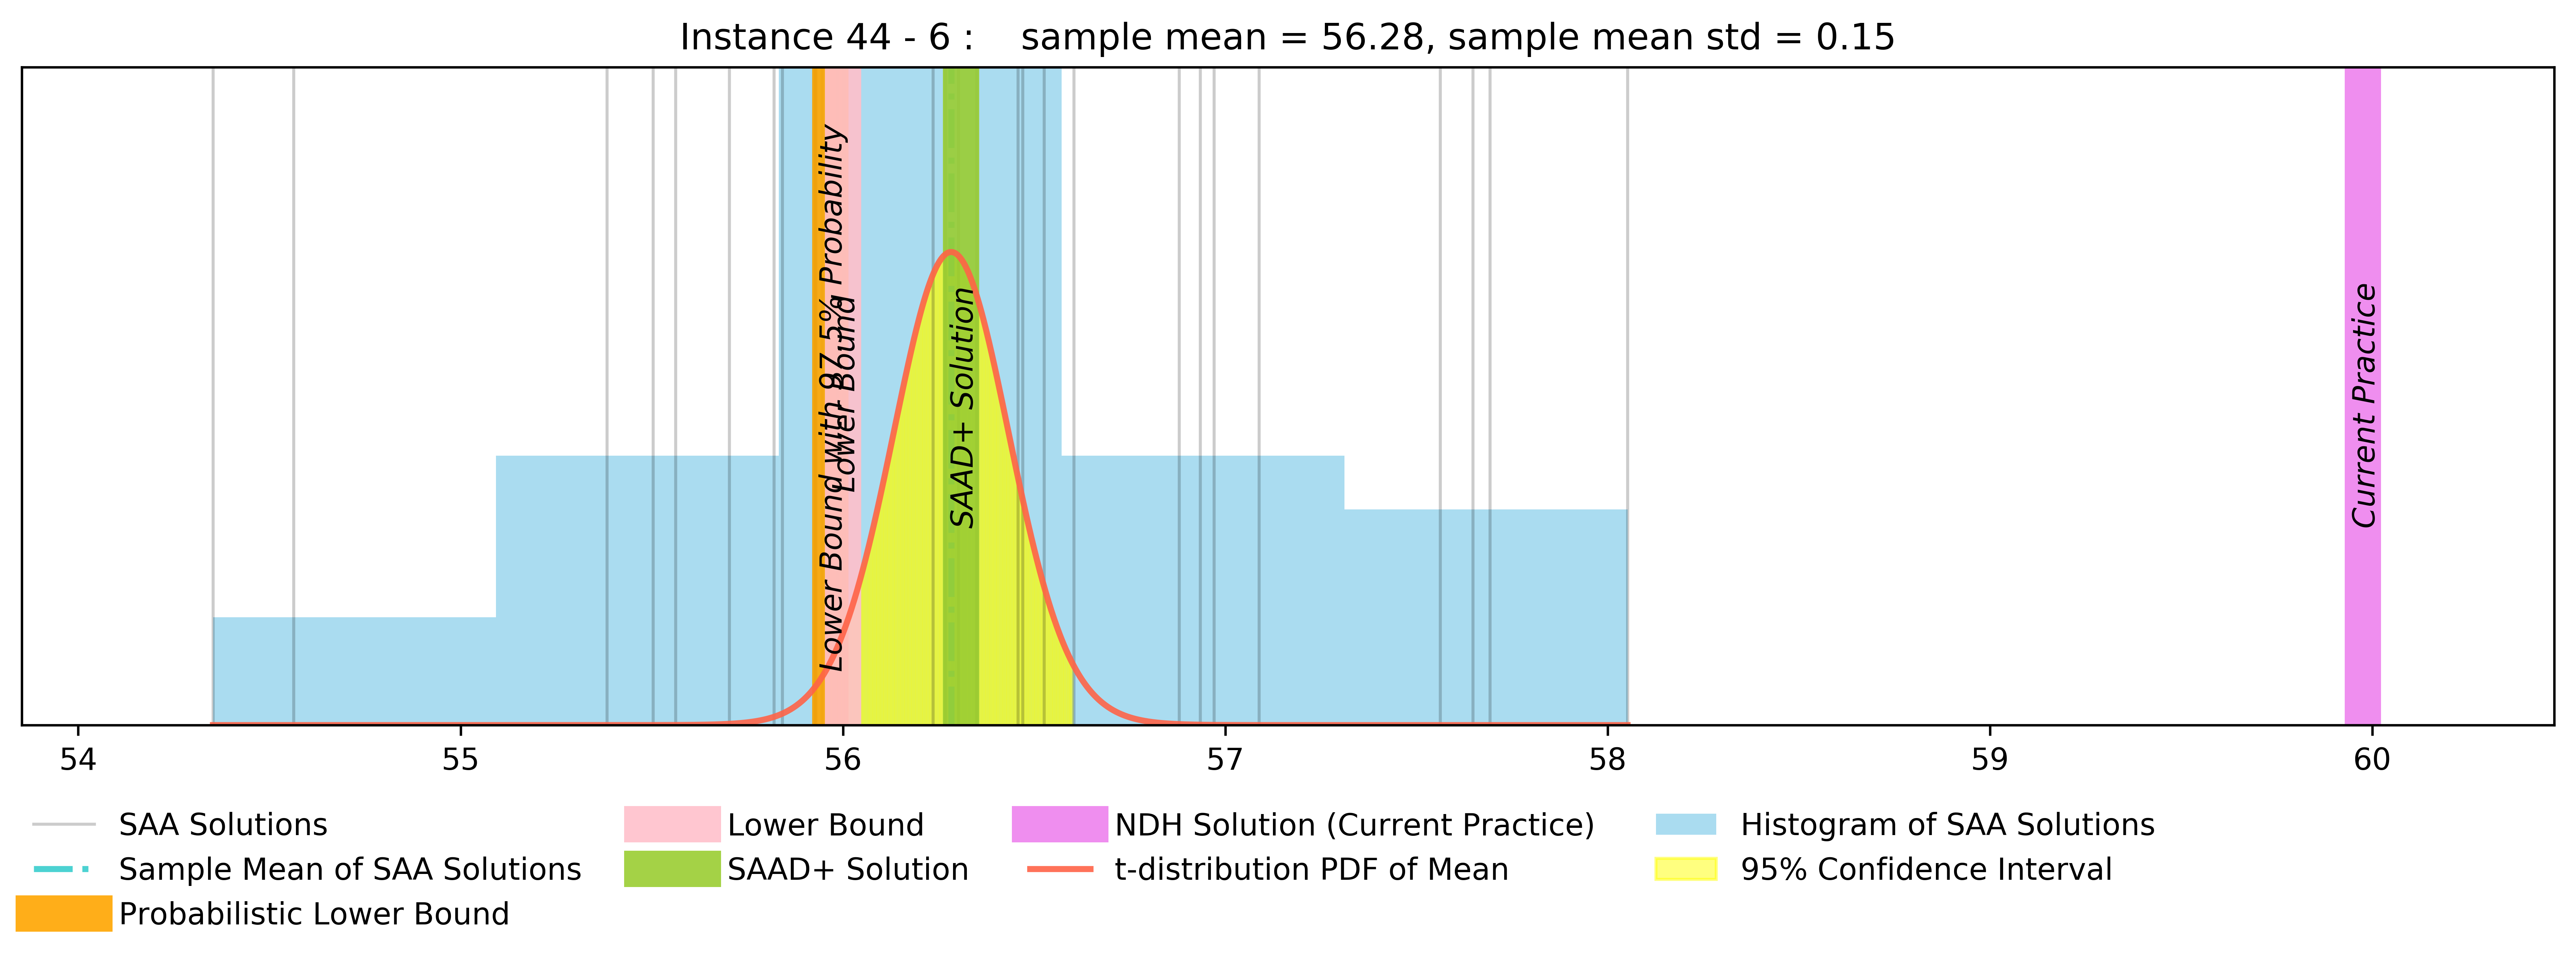 Instance 44 - 6 :    sample mean = 56.28, sample mean std = 0.15
Lower Bound with 97.5% Probability
Lower Bound
SAAD+ Solution
Current Practice
54 55 56 57 58 59 60
SAA Solutions
Sample Mean of SAA Solutions
Probabilistic Lower Bound
Lower Bound
SAAD+ Solution
NDH Solution (Current Practice)
t-distribution PDF of Mean
Histogram of SAA Solutions
95% Confidence Interval